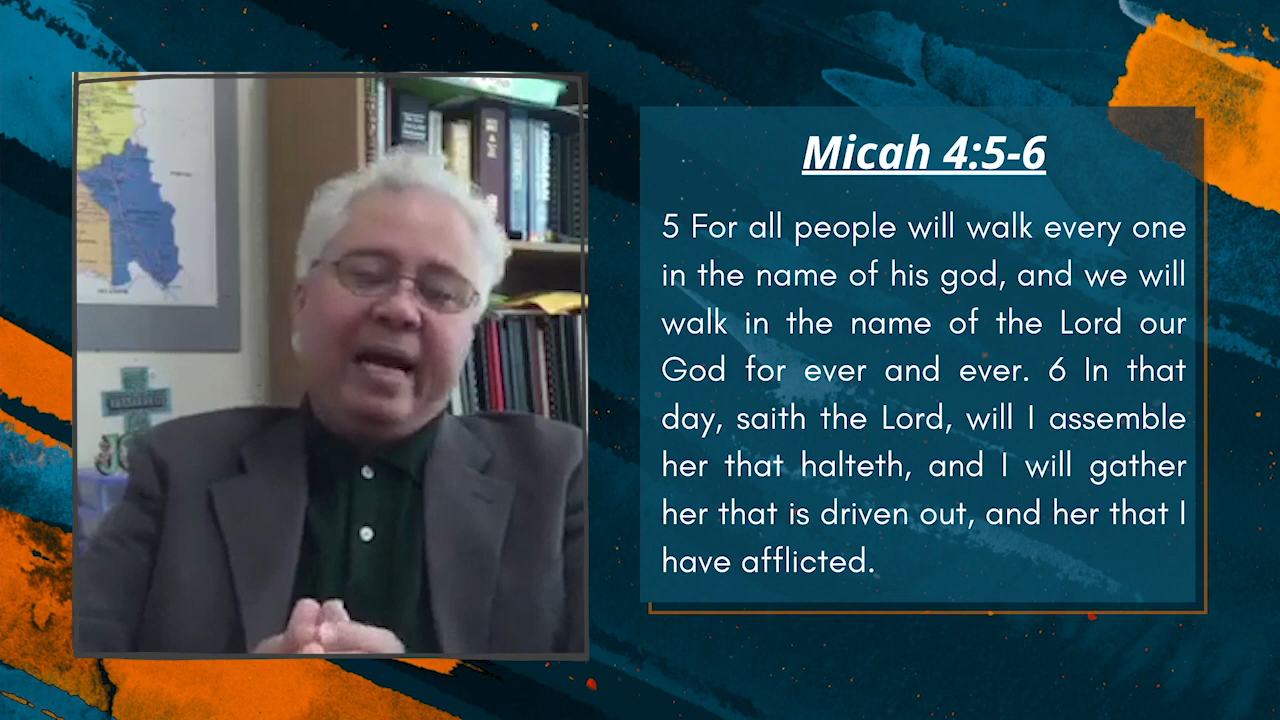 Micah 4:5-6
5 For all people will walk every one
in the name of his god, and we will
walk in the name of the Lord our
God for ever and ever. 6 In that
day, saith the Lord, will I assemble
her that halteth, and I will gather
her that is driven out, and her that I
have afflicted.